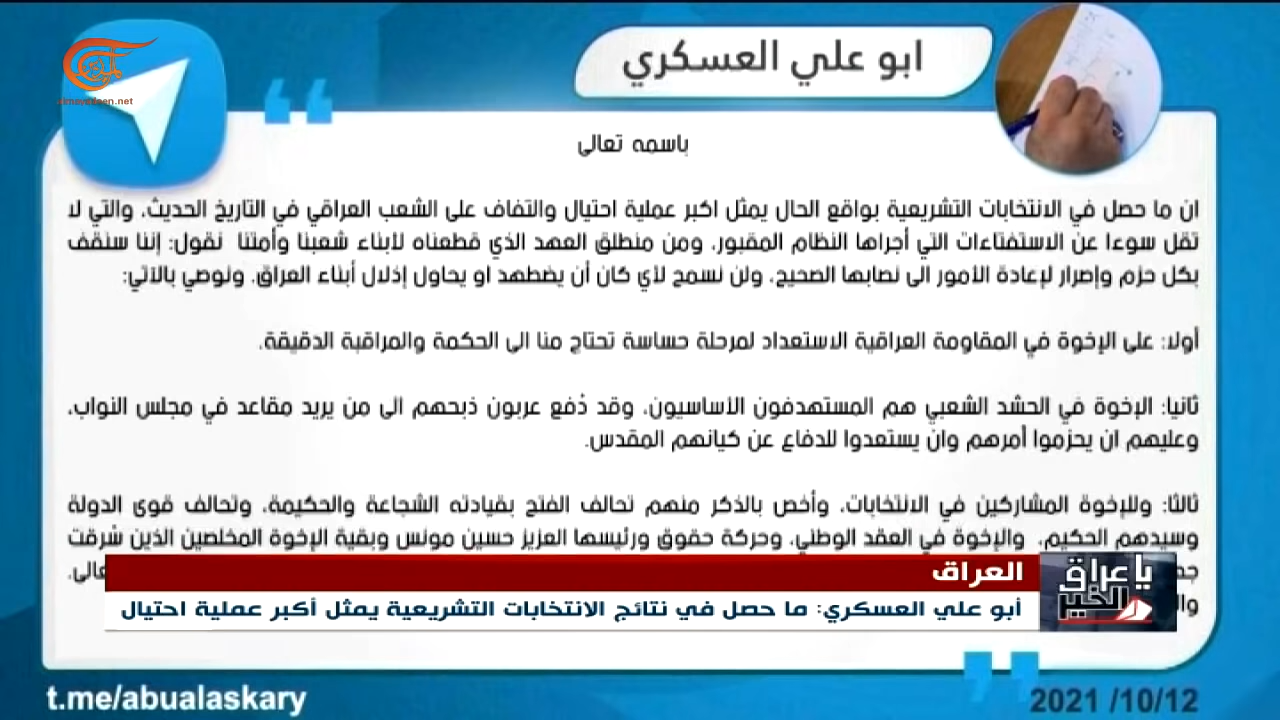 الميادين
almayadeen.net
ابو علي العسكري
باسمه تعالى
ان ما حصل في الانتخابات التشريعية بواقع الحال يمثل اكبر عملية احتيال والتفاف على الشعب العراقي في التاريخ الحديث، والتي لا
تقل سوءا عن الاستفتاءات التي أجراها النظام المقبور، ومن منطلق العهد الذي قطعناه لأبناء شعبنا وأمتنا نقول: إننا سنقف
بكل حزم وإصرار لإعادة الأمور الى نصابها الصحيح، ولن نسمح لأي كان أن يضطهد او يحاول إذلال أبناء العراق، ونوصي بالآتي:
أولا: على الإخوة في المقاومة العراقية الاستعداد لمرحلة حساسة تحتاج منا الى الحكمة والمراقبة الدقيقة.
ثانيا: الإخوة في الحشد الشعبي هم المستهدفون الأساسيون، وقد دُفع عربون ذبحهم الى من يريد مقاعد في مجلس النواب،
وعليهم ان يحزموا أمرهم وان يستعدوا للدفاع عن كيانهم المقدس.
ثالثا: وللإخوة المشاركين في الانتخابات، وأخص بالذكر منهم تحالف الفتح بقيادته الشجاعة والحكيمة، وتحالف قوى الدولة
وسيدهم الحكيم، والإخوة في العقد الوطني، وحركة حقوق ورئيسها العزيز حسين مونس وبقية الإخوة المخلصين الذين سُرقت
العراق
يا عراق الخير
أبو علي العسكري: ما حصل في نتائج الانتخابات التشريعية يمثل أكبر عملية احتيال
t.me/abualaskary
2021 /10/12